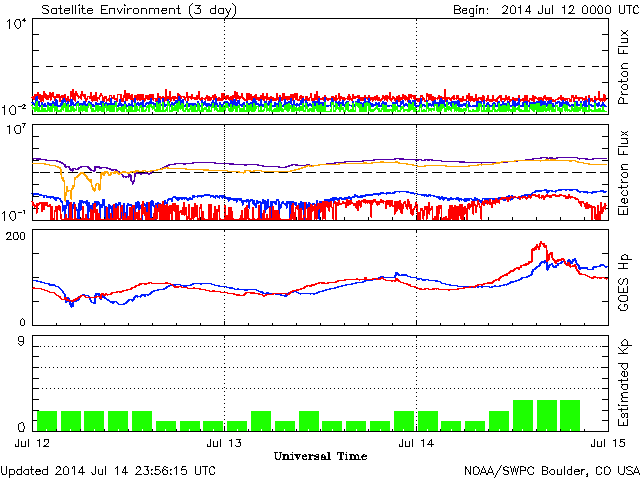 Satellite Environment (3 day) Begin: 2014 Jul 12 0000 UTC
10^4
10^-2
Proton Flux
10^7
10^-1
Electron Flux
200
0
GOES Hp
9
0
Estimated Kp
Jul 12 Jul 13 Jul 14 Jul 15
Universal Time
Updated 2014 Jul 14 23:56:15 UTC NOAA/SWPC Boulder, CO USA